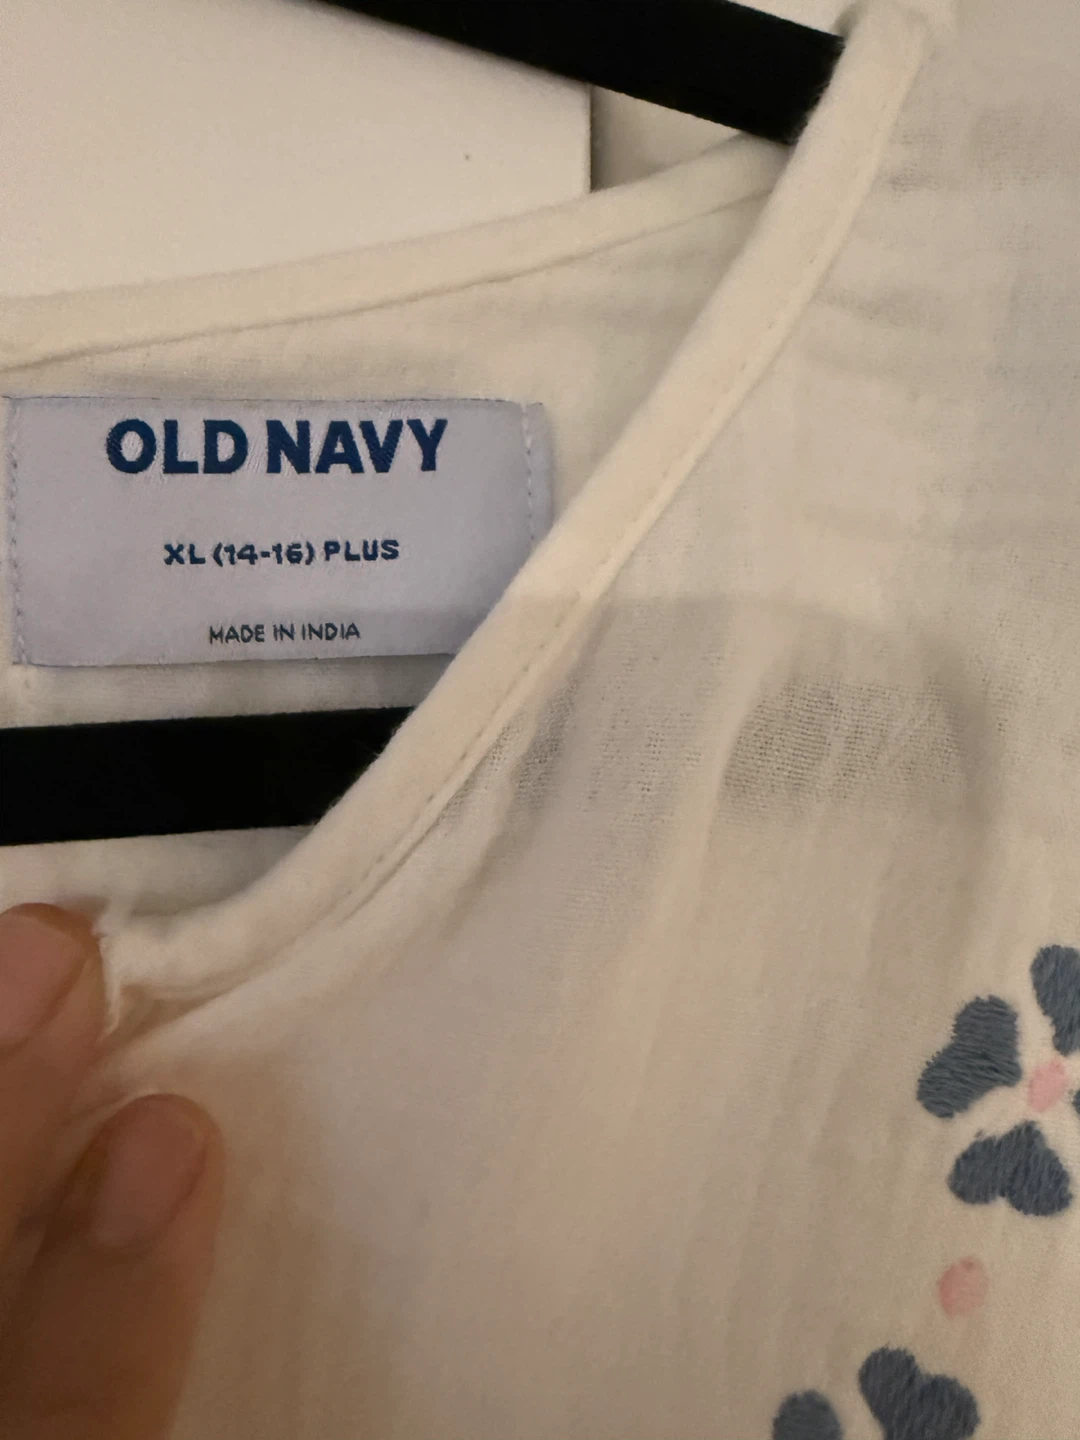 OLD NAVY
XL (14-16) PLUS
MADE IN INDIA